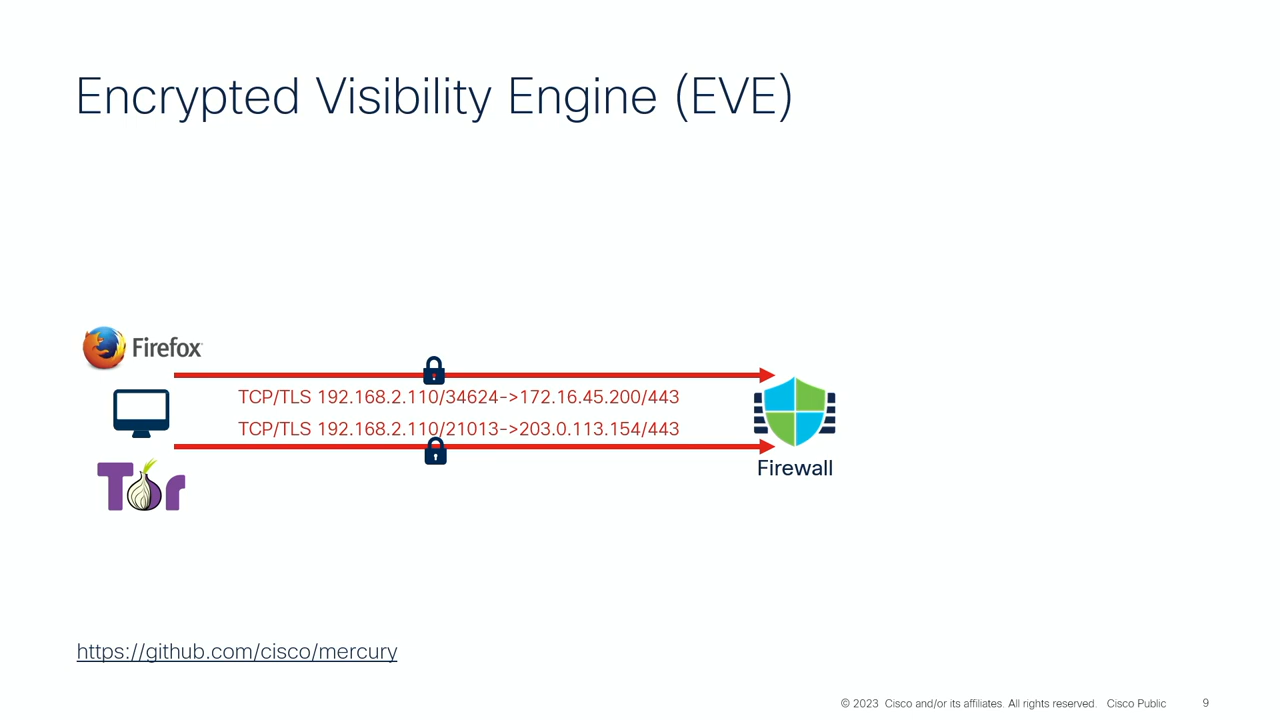 Encrypted Visibility Engine (EVE)
Firefox
TCP/TLS 192.168.2.110/34624->172.16.45.200/443
TCP/TLS 192.168.2.110/21013->203.0.113.154/443
Tor
Firewall
https://github.com/cisco/mercury
© 2023 Cisco and/or its affiliates. All rights reserved. Cisco Public 9